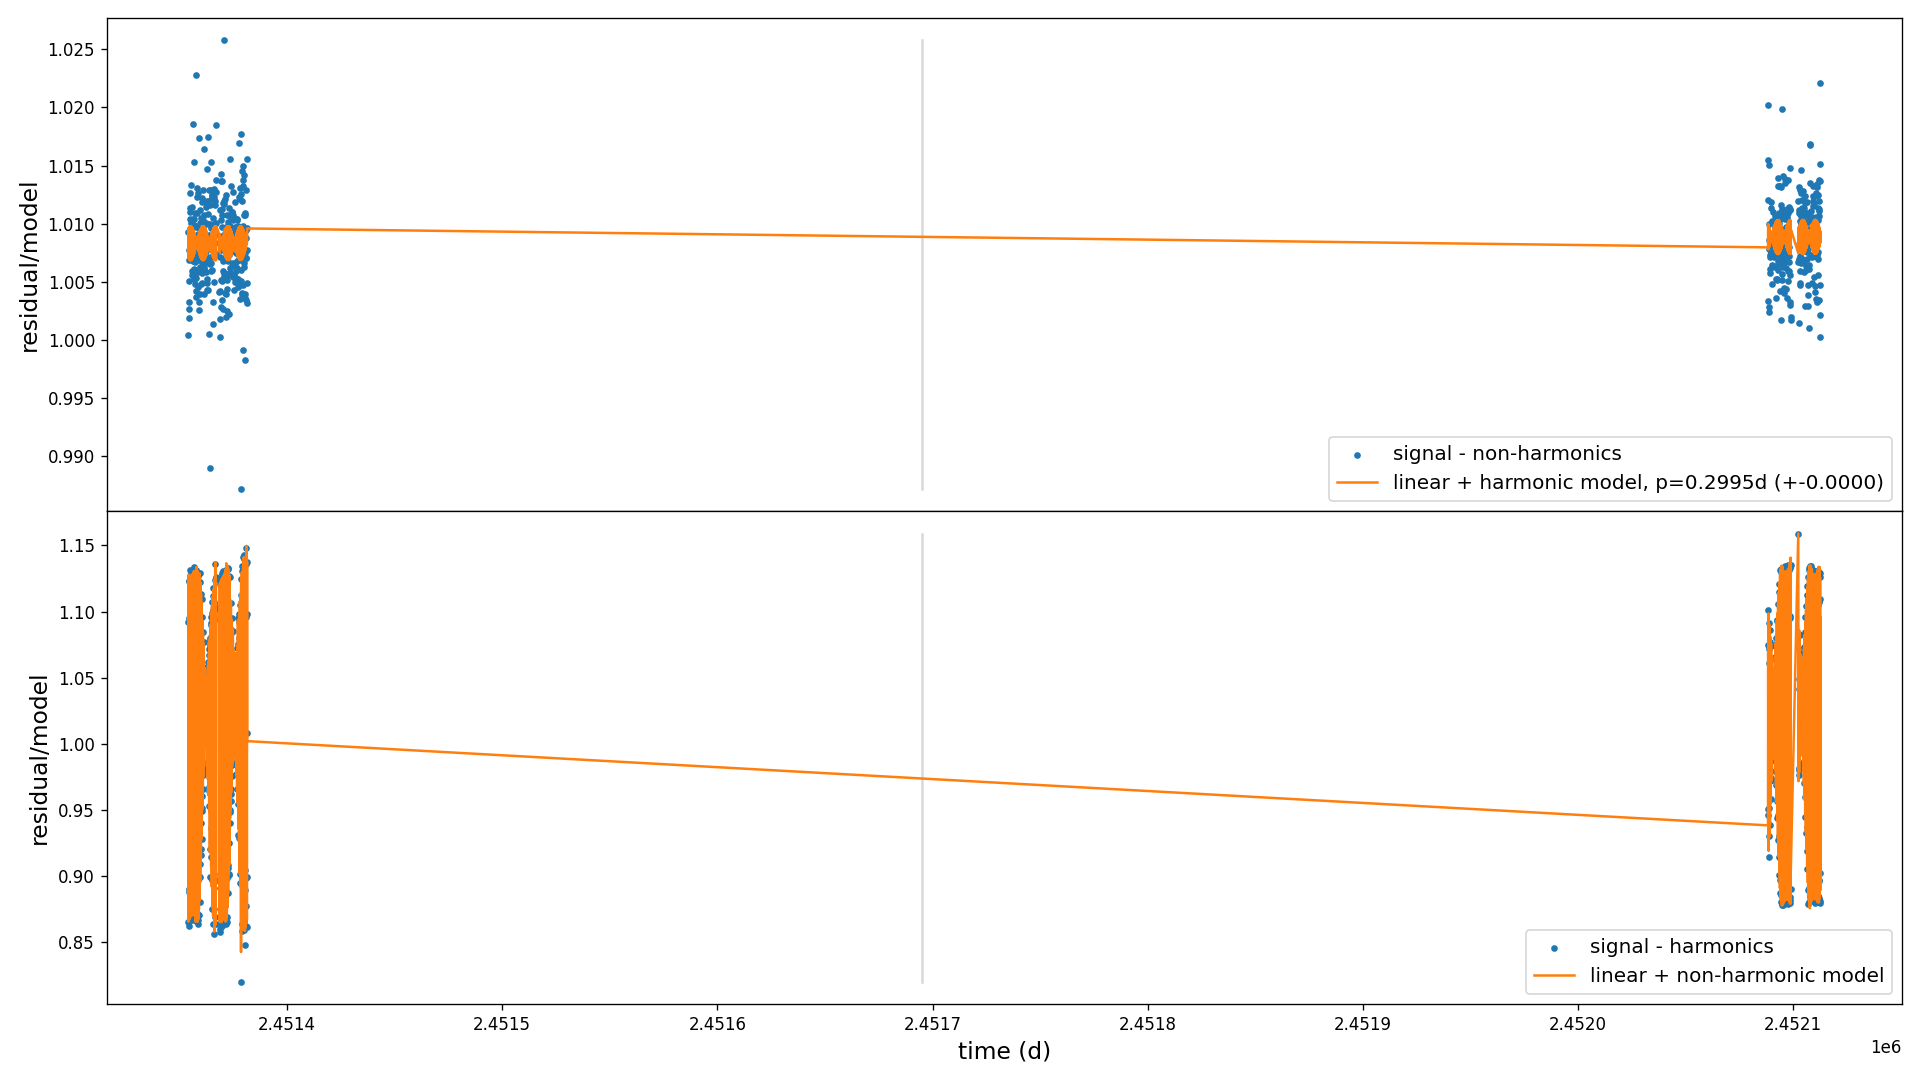 1.025
1.020
1.015
1.010
1.005
1.000
0.995
0.990
residual/model
signal - non-harmonics
linear + harmonic model, p=0.2995d (+-0.0000)
1.15
1.10
1.05
1.00
0.95
0.90
0.85
residual/model
signal - harmonics
linear + non-harmonic model
2.4514 2.4515 2.4516 2.4517 2.4518 2.4519 2.4520 2.4521
1e6
time (d)